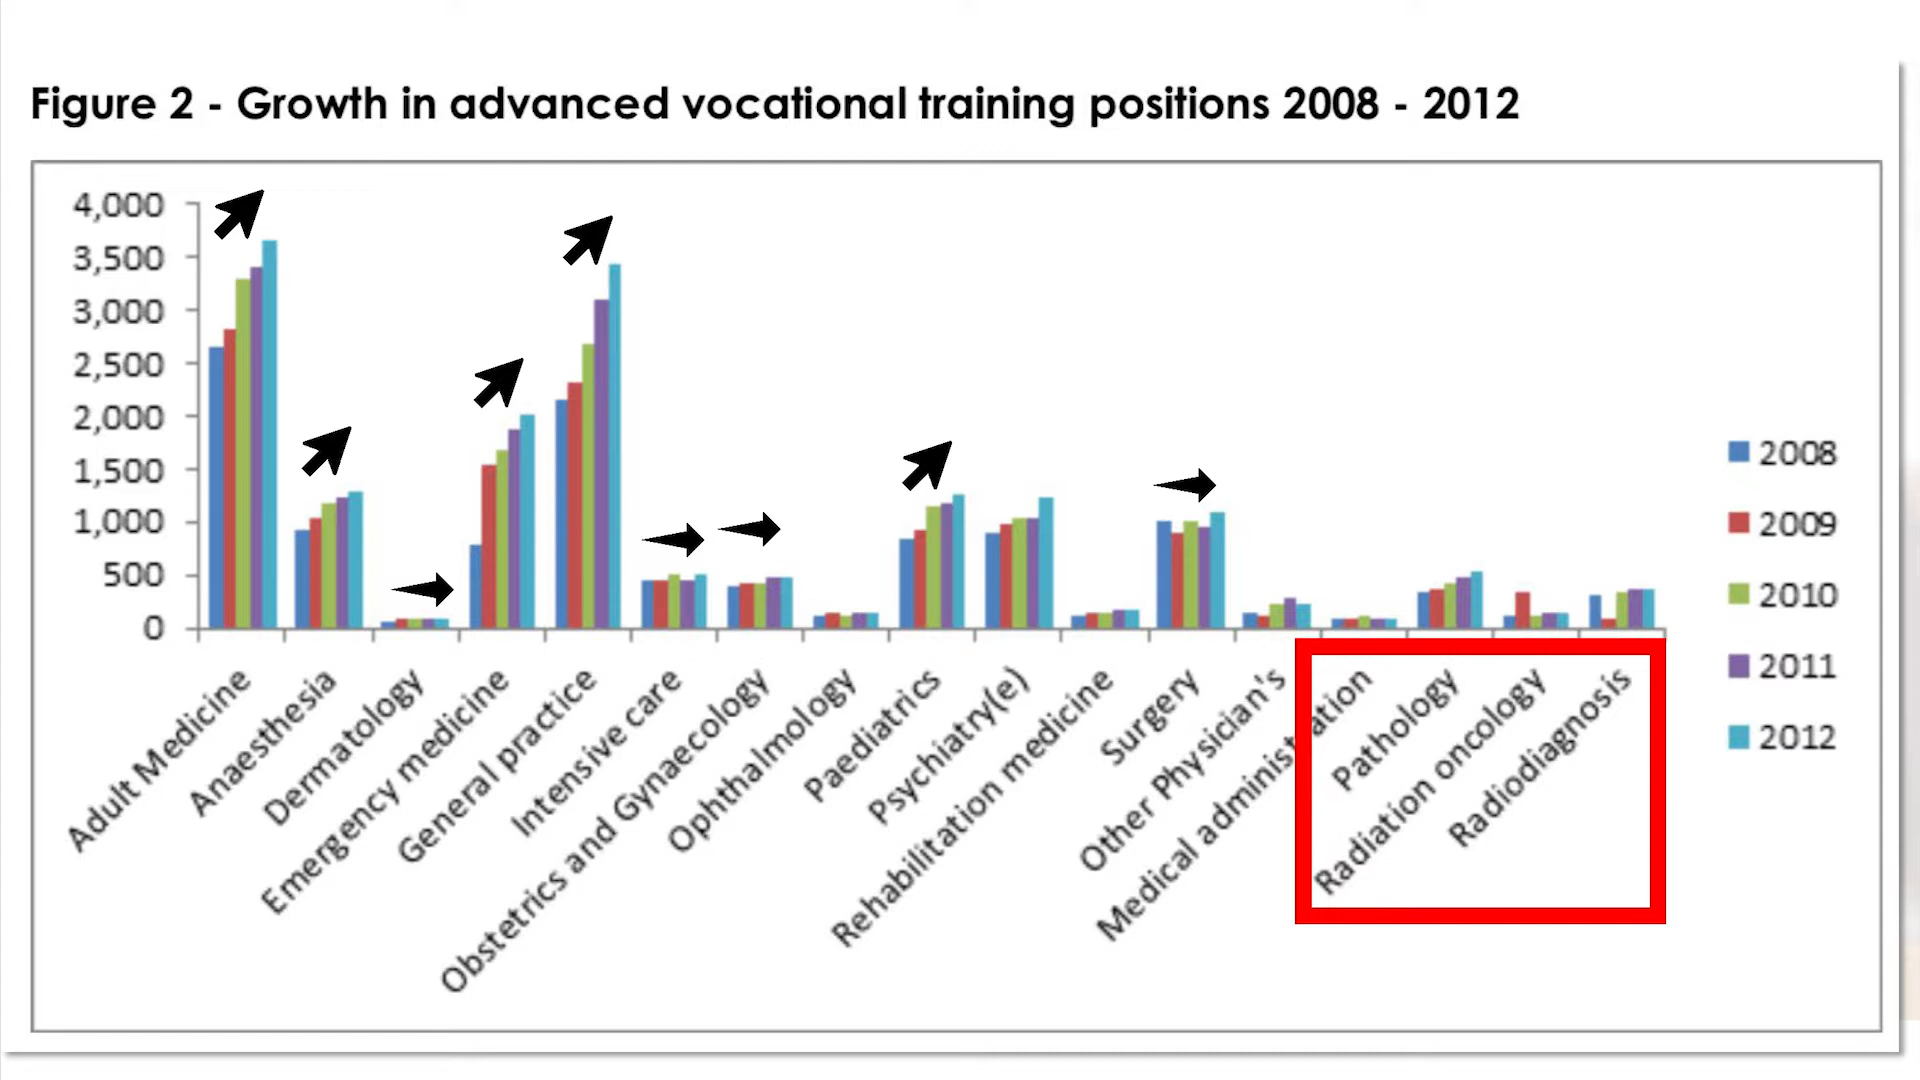 Figure 2 - Growth in advanced vocational training positions 2008 - 2012
4,000
3,500
3,000
2,500
2,000
1,500
1,000
500
0
Adult Medicine
Anaesthesia
Dermatology
Emergency medicine
General practice
Intensive care
Obstetrics and Gynaecology
Ophthalmology
Paediatrics
Psychiatry(e)
Rehabilitation medicine
Surgery
Other Physician's
Medical administration
Pathology
Radiation oncology
Radiodiagnosis
2008
2009
2010
2011
2012